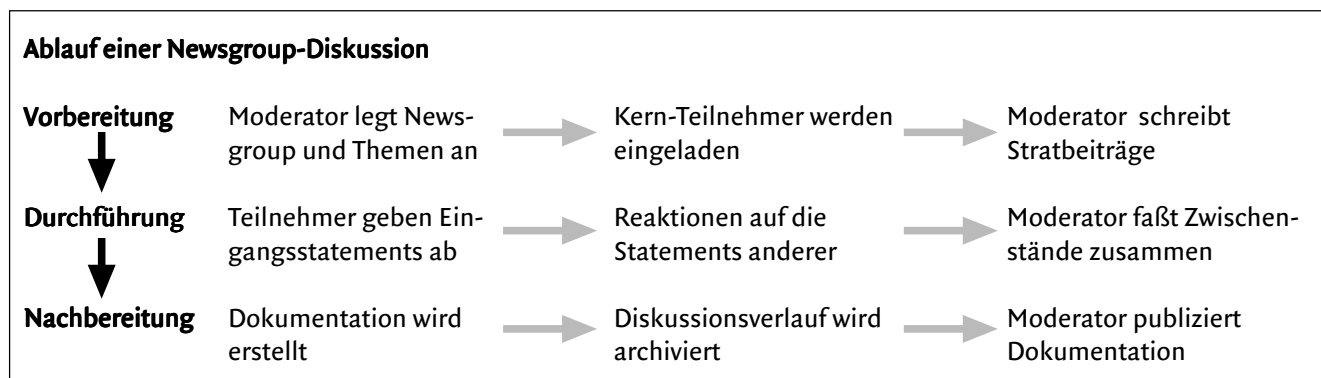 Ablauf einer Newsgroup-Diskussion
Vorbereitung
Moderator legt News-
group und Themen an
Kern-Teilnehmer werden
eingeladen
Moderator schreibt
Stratbeiträge
Durchführung
Teilnehmer geben Ein-
gangsstatements ab
Reaktionen auf die
Statements anderer
Moderator faßt Zwischen-
stände zusammen
Nachbereitung
Dokumentation wird
erstellt
Diskussionsverlauf wird
archiviert
Moderator publiziert
Dokumentation